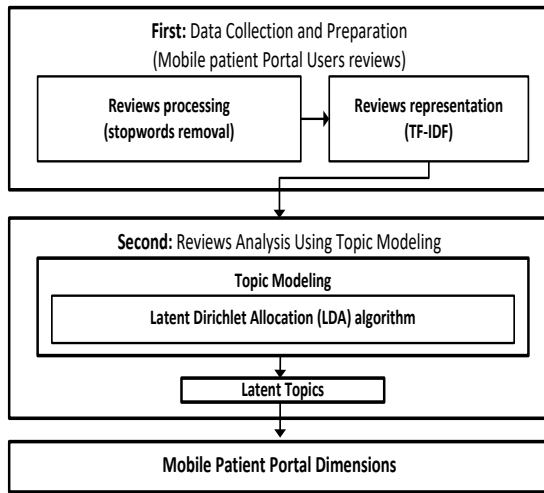 First: Data Collection and Preparation
(Mobile patient Portal Users reviews)
Reviews processing
(stopwords removal)
Reviews representation
(TF-IDF)
Second: Reviews Analysis Using Topic Modeling
Topic Modeling
Latent Dirichlet Allocation (LDA) algorithm
Latent Topics
Mobile Patient Portal Dimensions